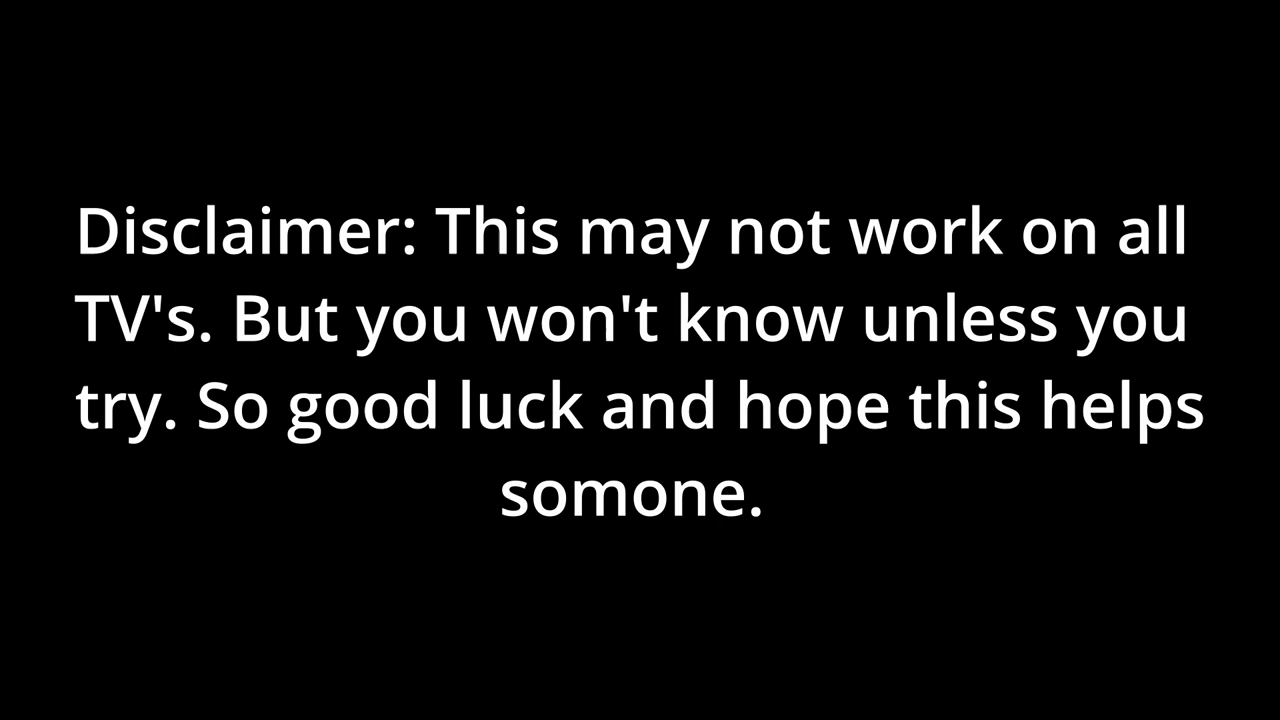 Disclaimer: This may not work on all
TV's. But you won't know unless you
try. So good luck and hope this helps
somone.